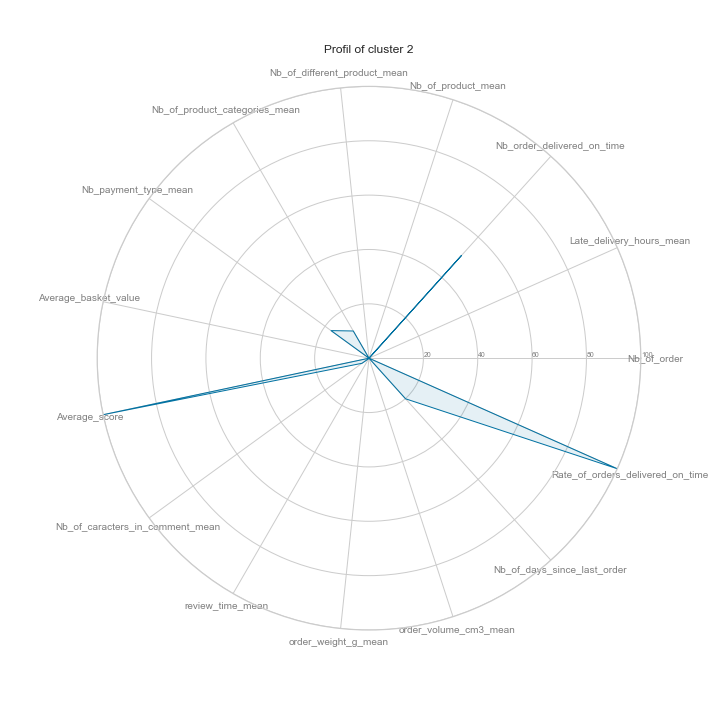 Profil of cluster 2
Nb_of_different_product_mean
Nb_of_product_mean
Nb_of_product_categories_mean
Nb_order_delivered_on_time
Nb_payment_type_mean
Late_delivery_hours_mean
Average_basket_value
20
40
60
80
100
Nb_of_order
Average_score
Rate_of_orders_delivered_on_time
Nb_of_caracters_in_comment_mean
Nb_of_days_since_last_order
review_time_mean
order_volume_cm3_mean
order_weight_g_mean